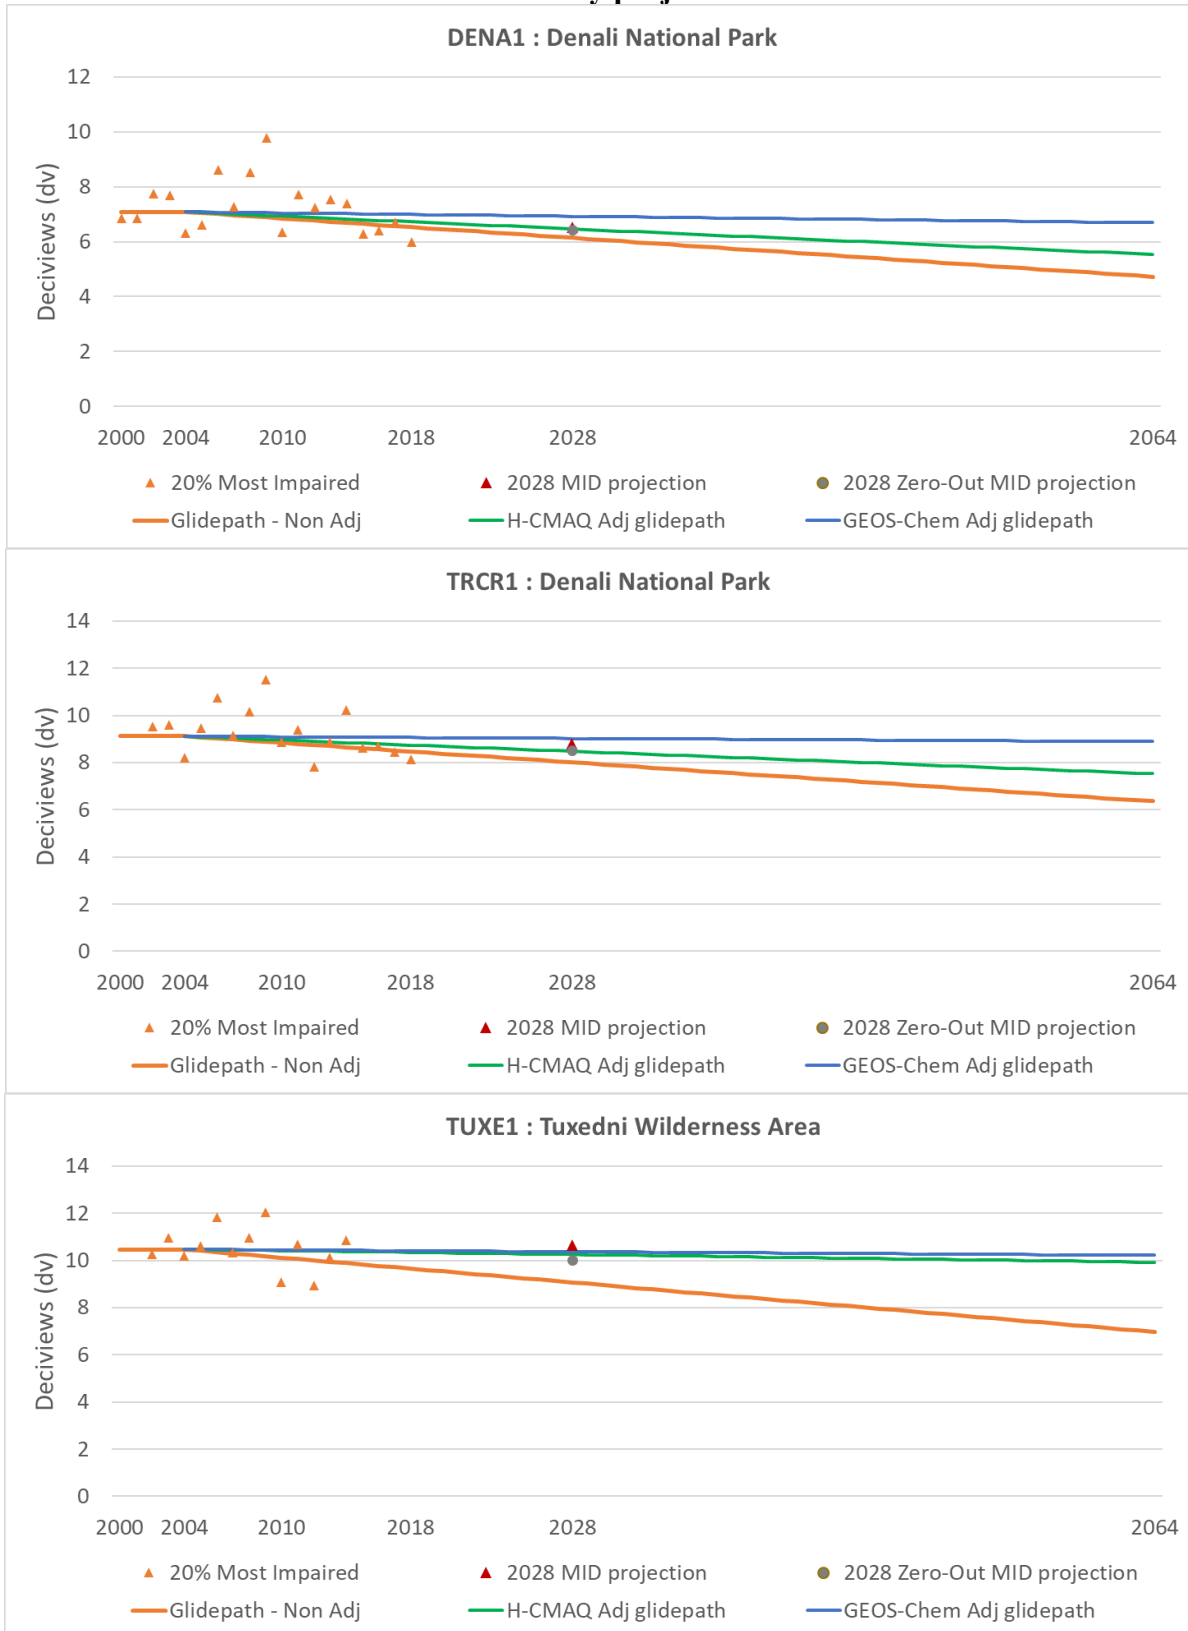 DENA1 : Denali National Park
12
10
8
6
4
2
0
Deciviews (dv)
2000 2004 2010 2018 2028 2064
20% Most Impaired 2028 MID projection 2028 Zero-Out MID projection
Glidepath - Non Adj H-CMAQ Adj glidepath GEOS-Chem Adj glidepath
TRCR1 : Denali National Park
14
12
10
8
6
4
2
0
Deciviews (dv)
2000 2004 2010 2018 2028 2064
20% Most Impaired 2028 MID projection 2028 Zero-Out MID projection
Glidepath - Non Adj H-CMAQ Adj glidepath GEOS-Chem Adj glidepath
TUXE1 : Tuxedni Wilderness Area
14
12
10
8
6
4
2
0
Deciviews (dv)
2000 2004 2010 2018 2028 2064
20% Most Impaired 2028 MID projection 2028 Zero-Out MID projection
Glidepath - Non Adj H-CMAQ Adj glidepath GEOS-Chem Adj glidepath